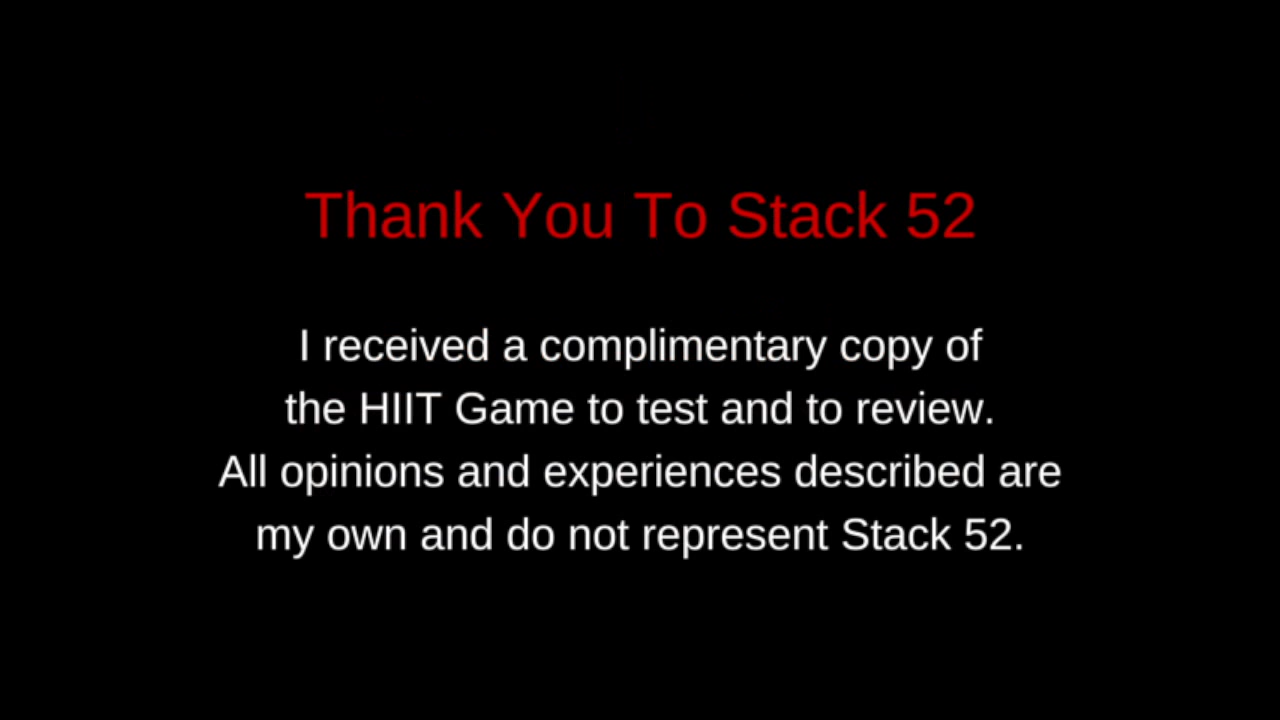 Thank You To Stack 52
I received a complimentary copy of
the HIIT Game to test and to review.
All opinions and experiences described are
my own and do not represent Stack 52.